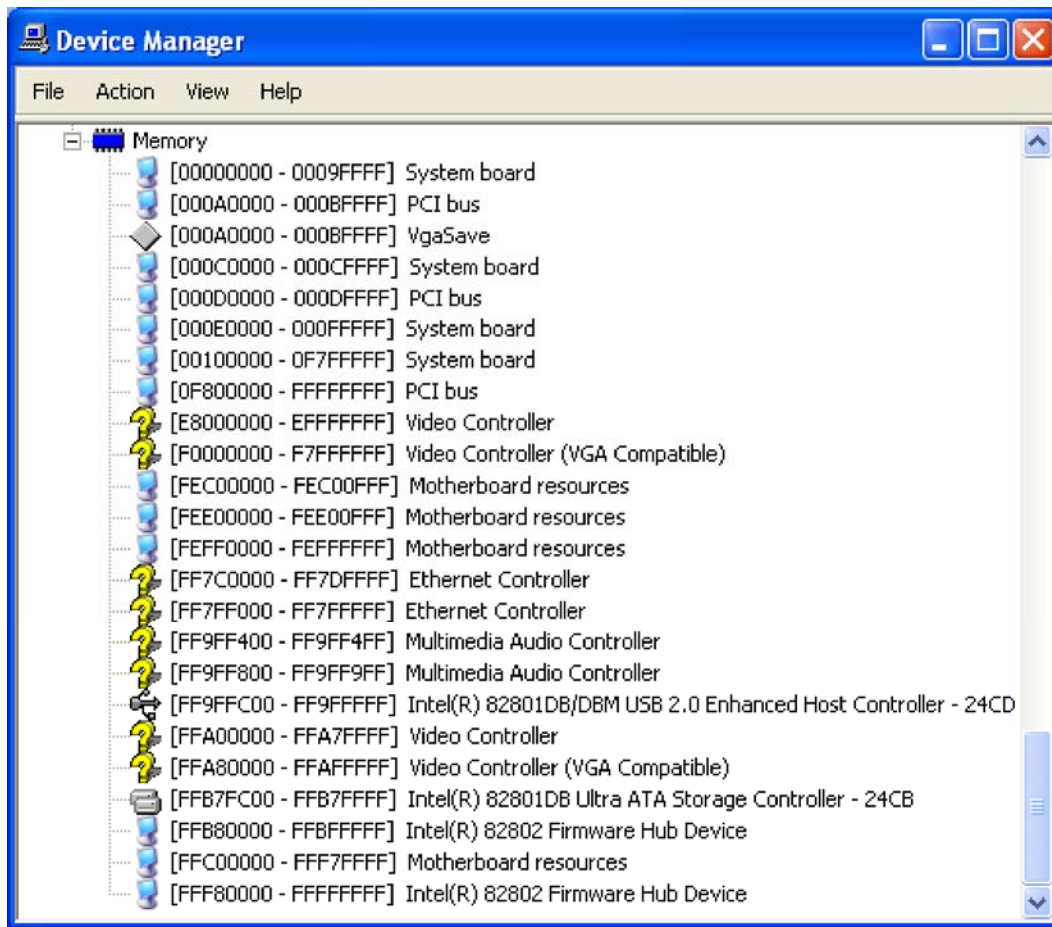 Device Manager
File Action View Help
Memory
[00000000 - 0009FFFF] System board
[000A0000 - 000BFFFF] PCI bus
[000A0000 - 000BFFFF] VgaSave
[000C0000 - 000CFFFF] System board
[000D0000 - 000DFFFF] PCI bus
[000E0000 - 000FFFFF] System board
[00100000 - 0F7FFFFF] System board
[0F800000 - FFFFFFFF] PCI bus
[E8000000 - EFFFFFFF] Video Controller
[F0000000 - F7FFFFFF] Video Controller (VGA Compatible)
[FEC00000 - FEC00FFF] Motherboard resources
[FEE00000 - FEE00FFF] Motherboard resources
[FEFF0000 - FEFFFFFF] Motherboard resources
[FF7C0000 - FF7DFFFF] Ethernet Controller
[FF7FF000 - FF7FFFFF] Ethernet Controller
[FF9FF400 - FF9FF4FF] Multimedia Audio Controller
[FF9FF800 - FF9FF9FF] Multimedia Audio Controller
[FF9FFC00 - FF9FFFFF] Intel(R) 82801DB/DBM USB 2.0 Enhanced Host Controller - 24CD
[FFA00000 - FFA7FFFF] Video Controller
[FFA80000 - FFAFFFFF] Video Controller (VGA Compatible)
[FFB7FC00 - FFB7FFFF] Intel(R) 82801DB Ultra ATA Storage Controller - 24CB
[FFB80000 - FFBFFFFF] Intel(R) 82802 Firmware Hub Device
[FFC00000 - FFF7FFFF] Motherboard resources
[FFF80000 - FFFFFFFF] Intel(R) 82802 Firmware Hub Device